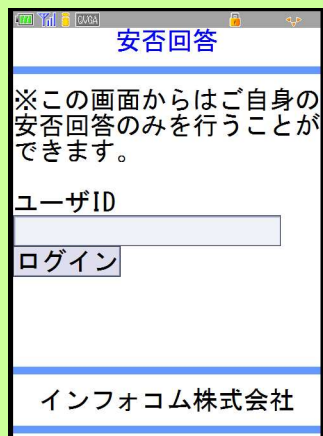 QVGA
安否回答
※この画面からはご自身の
安否回答のみを行うことが
できます。
ユーザID
ログイン
インフォコム株式会社